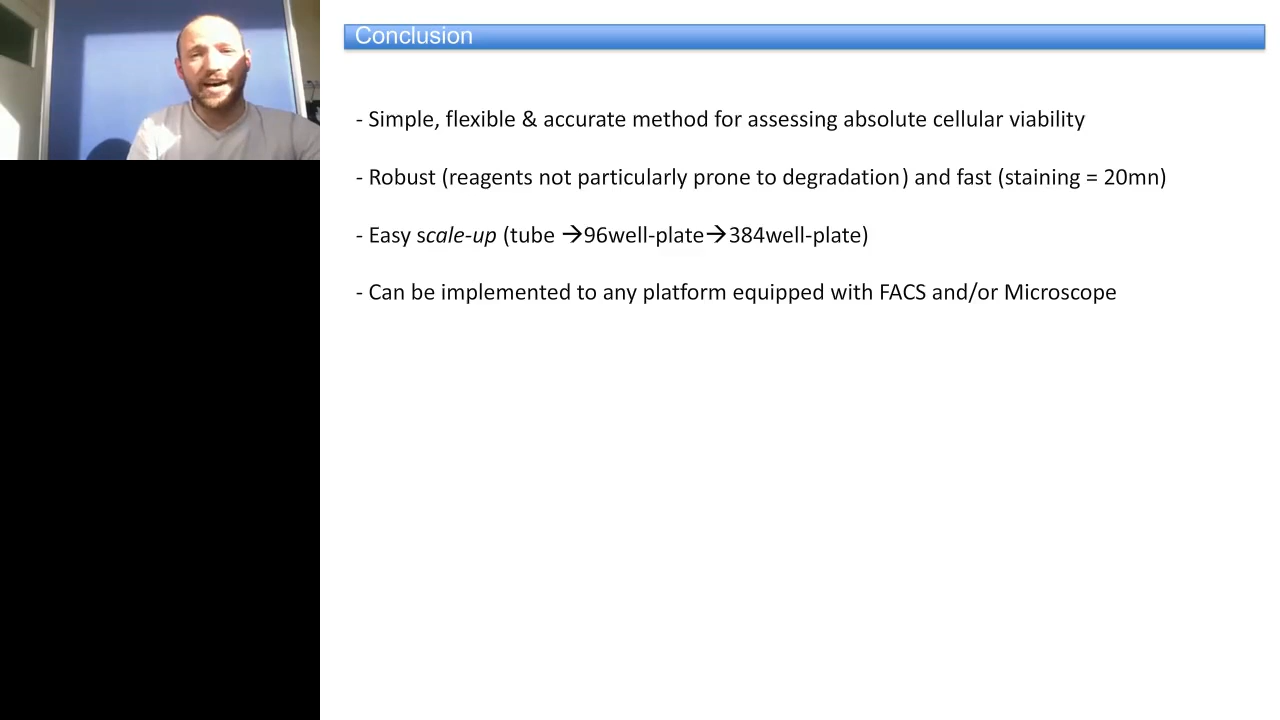 Conclusion
- Simple, flexible & accurate method for assessing absolute cellular viability
- Robust (reagents not particularly prone to degradation) and fast (staining = 20mn)
- Easy scale-up (tube →96well-plate→384well-plate)
- Can be implemented to any platform equipped with FACS and/or Microscope